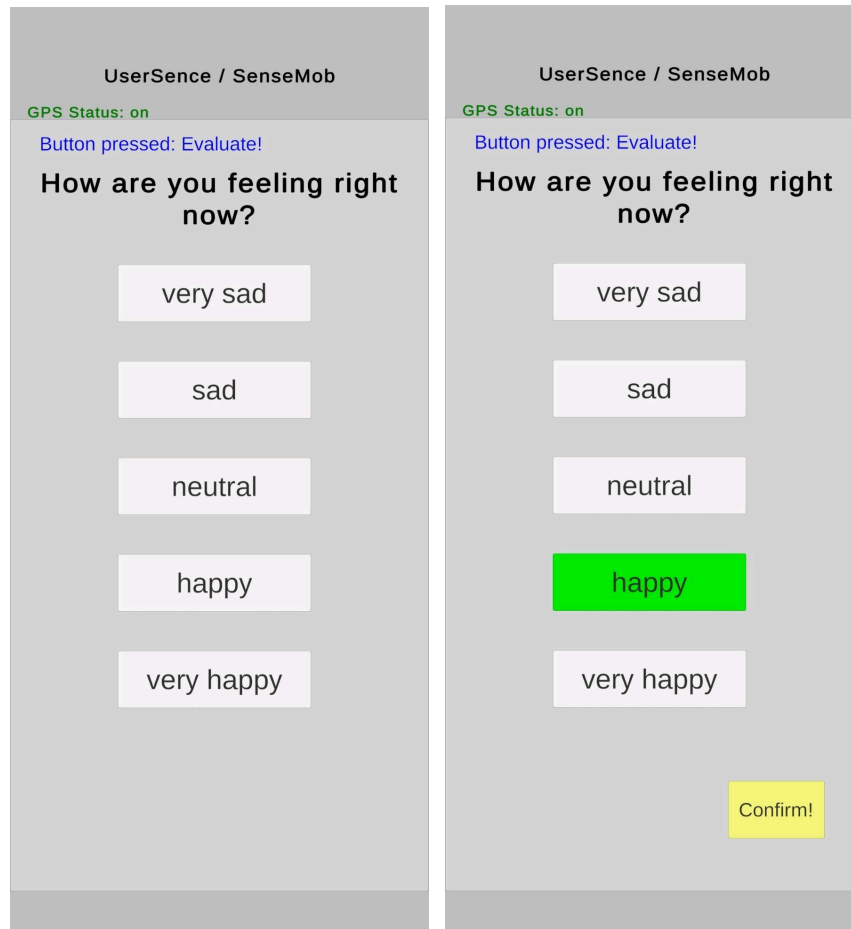 UserSence / SenseMob
GPS Status: on
Button pressed: Evaluate!
How are you feeling right
now?
very sad
sad
neutral
happy
very happy
UserSence / SenseMob
GPS Status: on
Button pressed: Evaluate!
How are you feeling right
now?
very sad
sad
neutral
happy
very happy
Confirm!